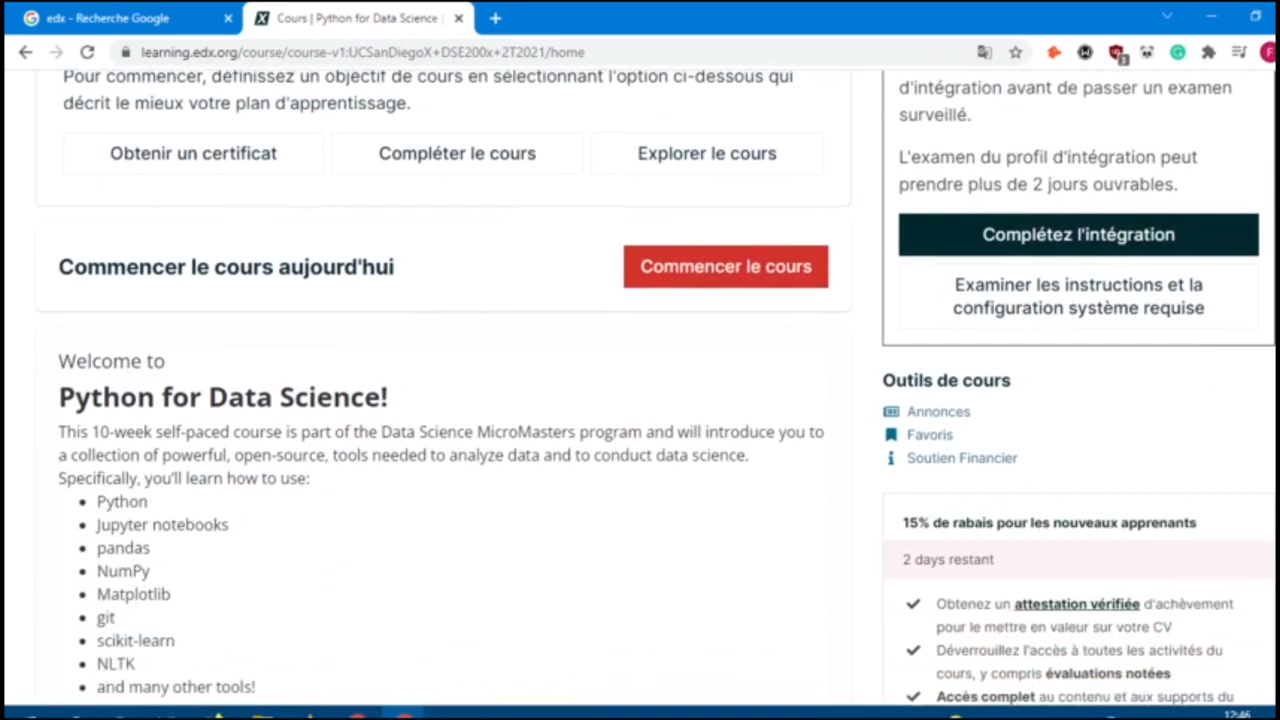 edx - Recherche Google
Cours | Python for Data Science |
learning.edx.org/course/course-v1:UCSanDiegoX+DSE200x+2T2021/home
3
F
Pour commencer, définissez un objectif de cours en sélectionnant l'option ci-dessous qui
décrit le mieux votre plan d'apprentissage.
Obtenir un certificat
Compléter le cours
Explorer le cours
Commencer le cours aujourd'hui
Commencer le cours
Welcome to
Python for Data Science!
This 10-week self-paced course is part of the Data Science MicroMasters program and will introduce you to
a collection of powerful, open-source, tools needed to analyze data and to conduct data science.
Specifically, you'll learn how to use:
Python
Jupyter notebooks
pandas
NumPy
Matplotlib
git
scikit-learn
NLTK
and many other tools!
d'intégration avant de passer un examen
surveillé.
L'examen du profil d'intégration peut
prendre plus de 2 jours ouvrables.
Complétez l'intégration
Examiner les instructions et la
configuration système requise
Outils de cours
Annonces
Favoris
Soutien Financier
15% de rabais pour les nouveaux apprenants
2 days restant
Obtenez un attestation vérifiée d'achèvement
pour le mettre en valeur sur votre CV
Déverrouillez l'accès à toutes les activités du
cours, y compris évaluations notées
Accès complet au contenu et aux supports du
12:46